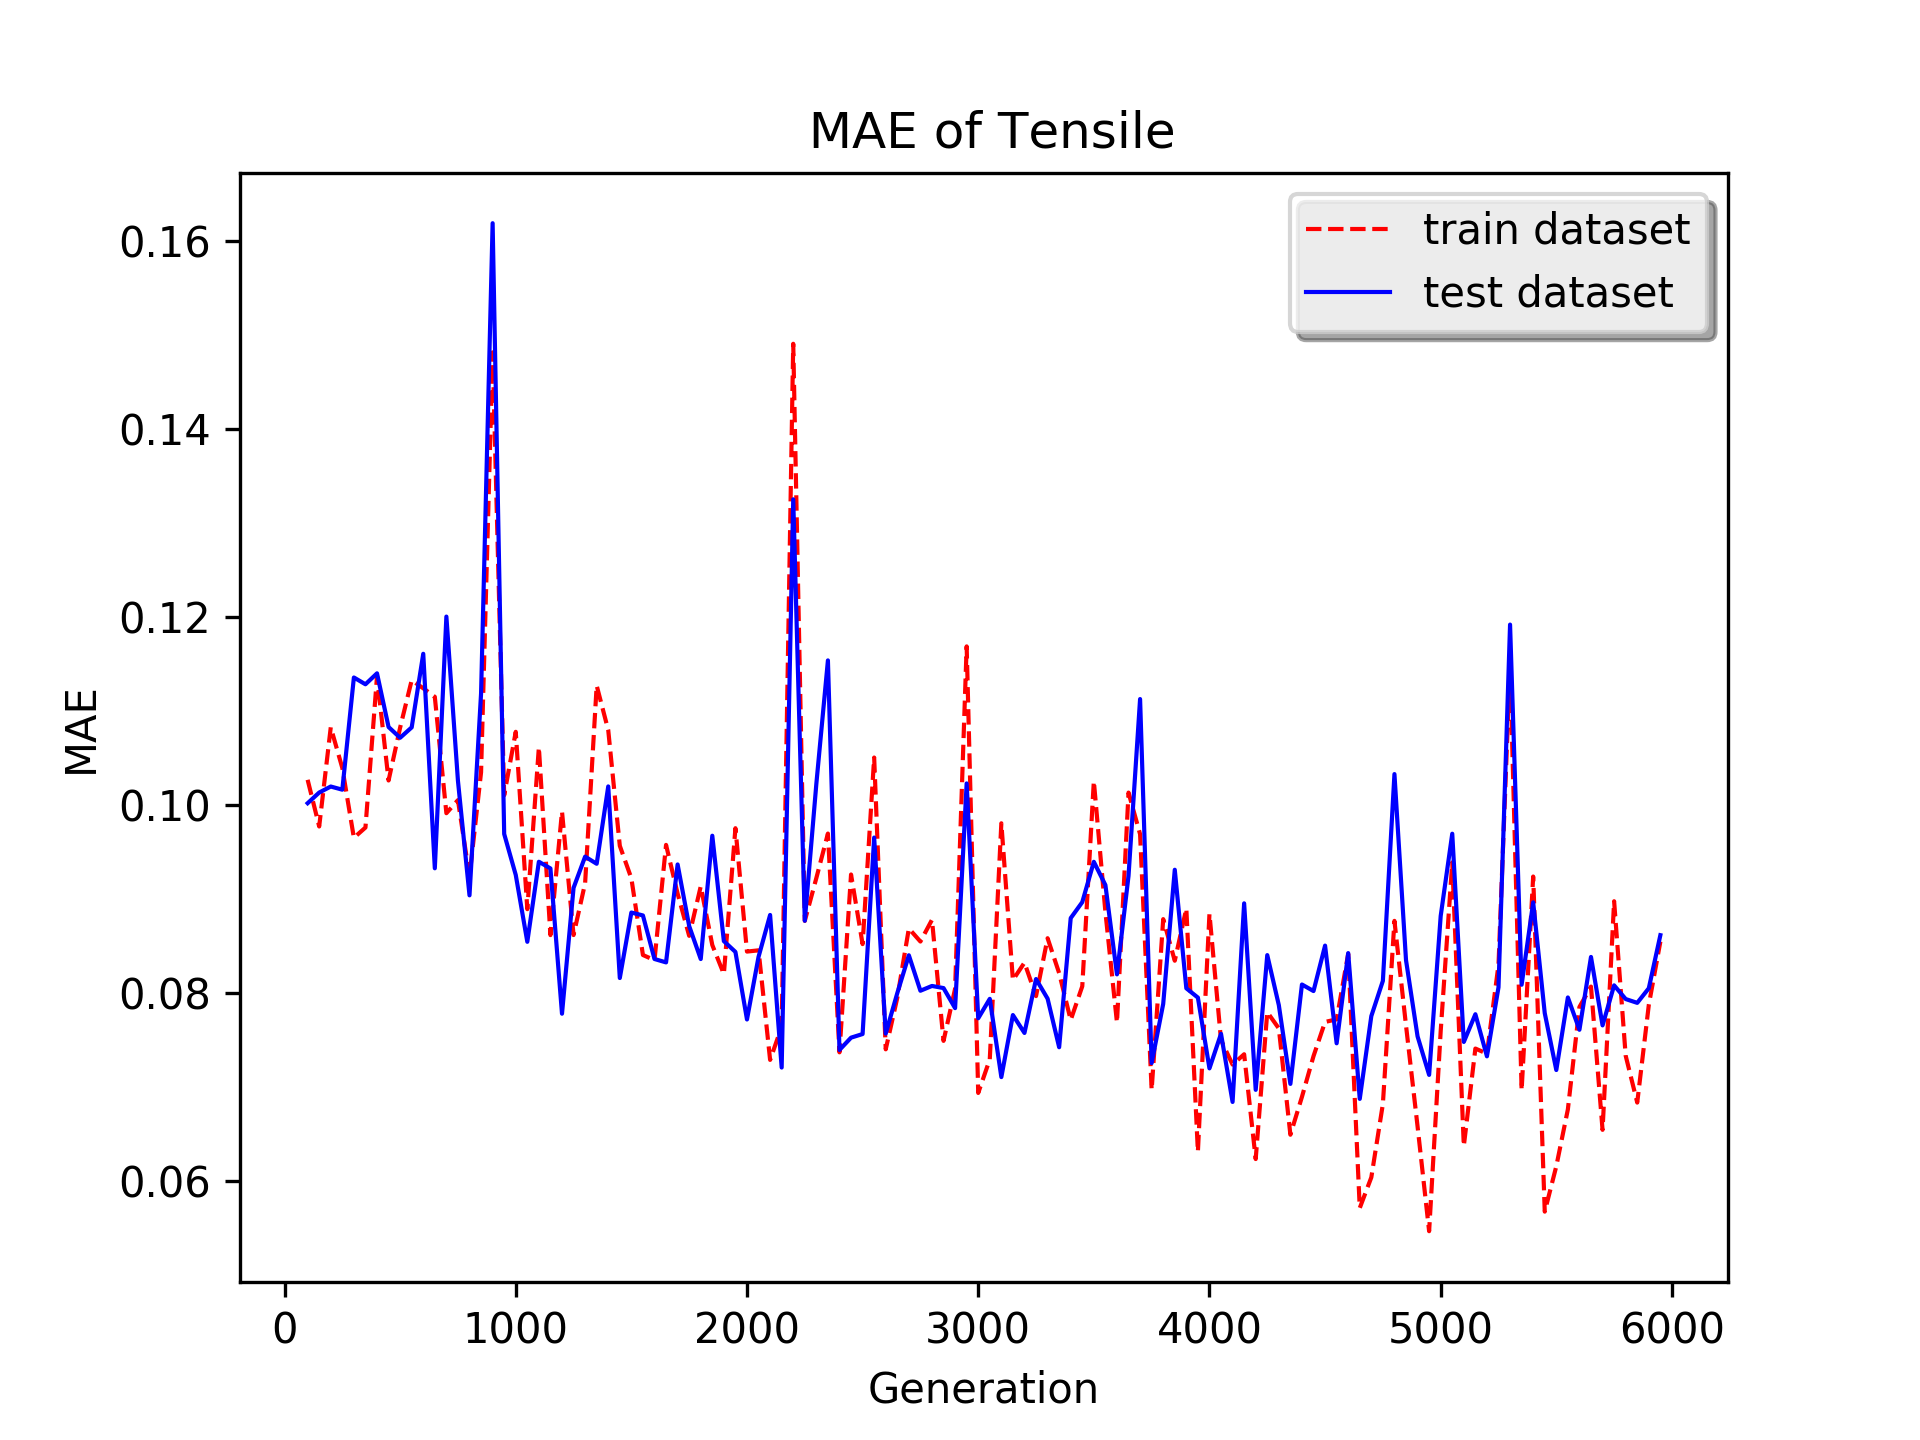 MAE of Tensile
train dataset
test dataset
0.16
0.14
0.12
0.10
0.08
0.06
MAE
0 1000 2000 3000 4000 5000 6000
Generation